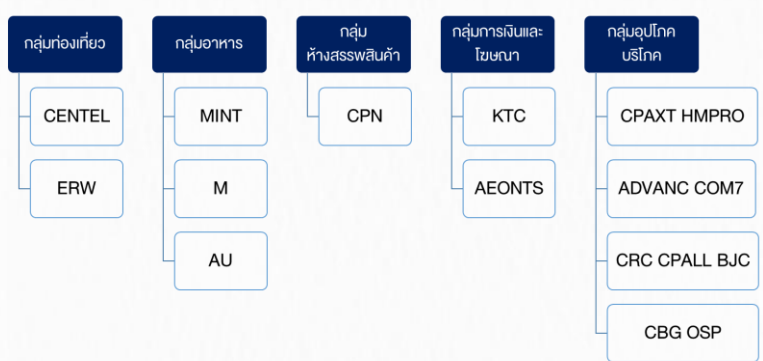 กลุ่มท่องเที่ยว
CENTEL
ERW
กลุ่มอาหาร
MINT
M
AU
กลุ่ม
ห้างสรรพสินค้า
CPN
กลุ่มการเงินและ
โฆษณา
KTC
AEONTS
กลุ่มอุปโภค
บริโภค
CPAXT HMPRO
ADVANC COM7
CRC CPALL BJC
CBG OSP